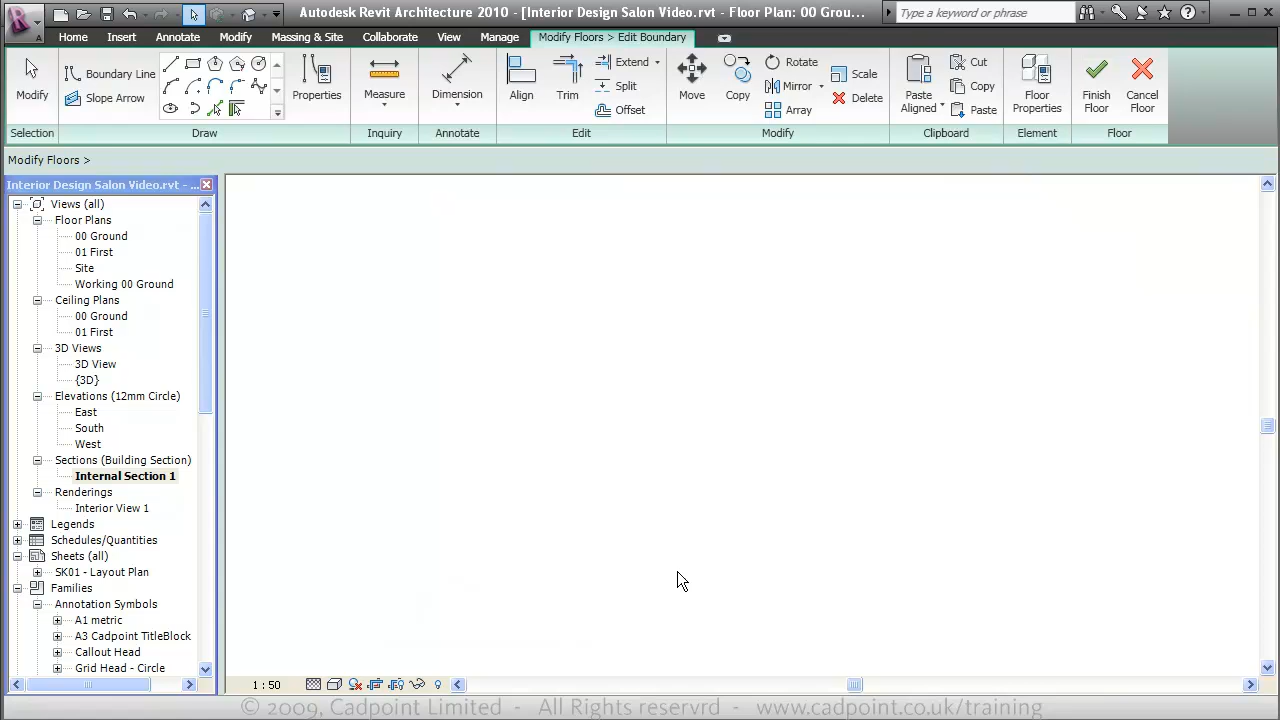 Autodesk Revit Architecture 2010 - [Interior Design Salon Video.rvt - Floor Plan: 00 Grou... Type a keyword or phrase
Home Insert Annotate Modify Massing & Site Collaborate View Manage Modify Floors > Edit Boundary
Modify Boundary Line Slope Arrow Properties Measure Dimension Align Trim Extend Split Offset Move Copy Rotate Mirror Array Scale Delete Paste Aligned Cut Copy Paste Floor Properties Finish Floor Cancel Floor
Selection Draw Inquiry Annotate Edit Modify Clipboard Element Floor
Modify Floors >
Interior Design Salon Video.rvt - ...
Views (all)
Floor Plans
00 Ground
01 First
Site
Working 00 Ground
Ceiling Plans
00 Ground
01 First
3D Views
3D View
{3D}
Elevations (12mm Circle)
East
South
West
Sections (Building Section)
Internal Section 1
Renderings
Interior View 1
Legends
Schedules/Quantities
Sheets (all)
SK01 - Layout Plan
Families
Annotation Symbols
A1 metric
A3 Cadpoint TitleBlock
Callout Head
Grid Head - Circle
1 : 50
© 2009, Cadpoint Limited - All Rights reservrd - www.cadpoint.co.uk/training